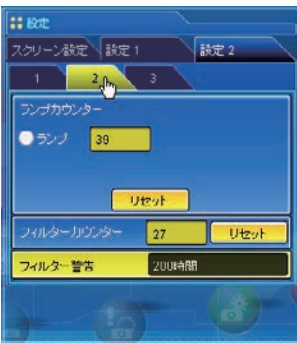 設定
スクリーン設定 設定 1 設定 2
1 2 3
ランプカウンター
ランプ 39
リセット
フィルターカウンター 27 リセット
フィルター警告 200時間